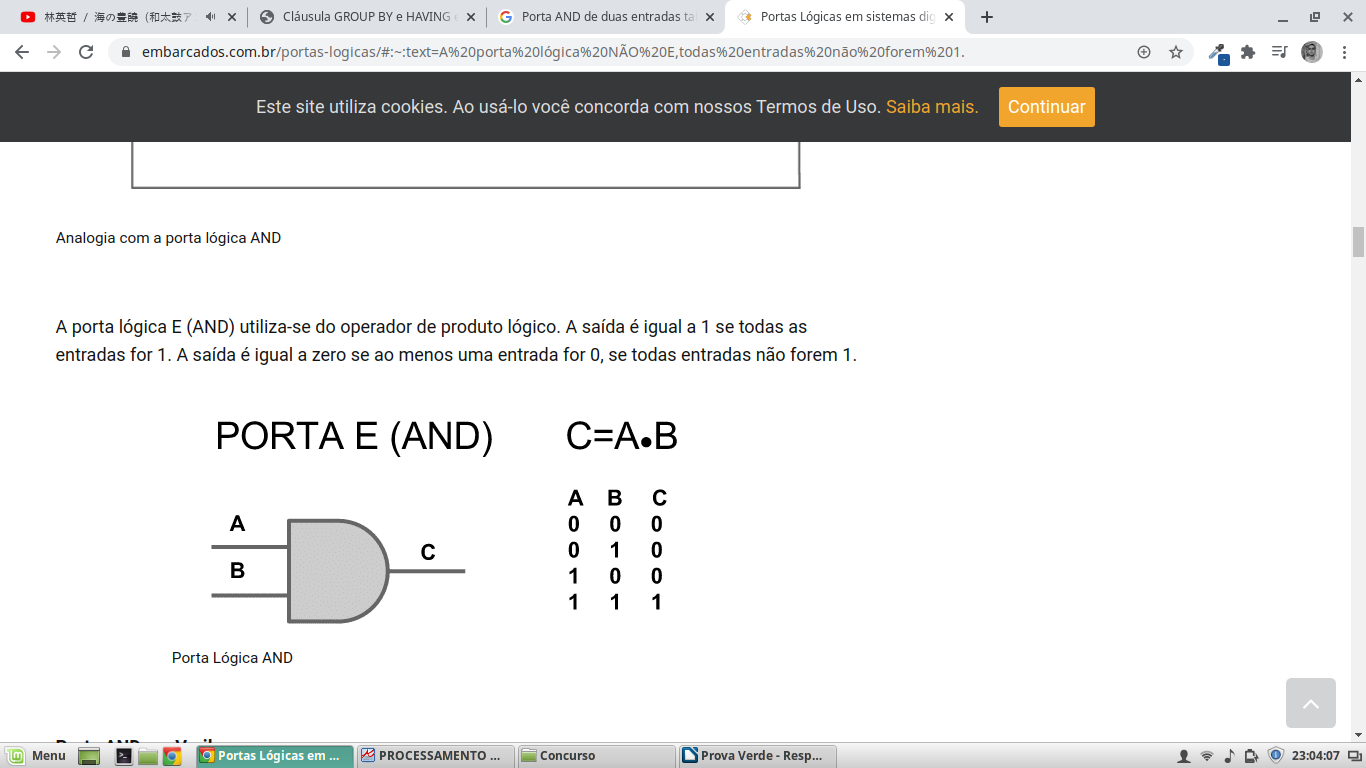 林英哲 / 海の豊饒（和太鼓ア
Cláusula GROUP BY e HAVING
Porta AND de duas entradas ta
Portas Lógicas em sistemas dig
embarcados.com.br/portas-logicas/#:~:text=A%20porta%20lógica%20NÃO%20E,todas%20entradas%20não%20forem%201.
Este site utiliza cookies. Ao usá-lo você concorda com nossos Termos de Uso. Saiba mais.
Continuar
Analogia com a porta lógica AND
A porta lógica E (AND) utiliza-se do operador de produto lógico. A saída é igual a 1 se todas as
entradas for 1. A saída é igual a zero se ao menos uma entrada for 0, se todas entradas não forem 1.
PORTA E (AND)
C=A•B
A
B
C
A B C
0 0 0
0 1 0
1 0 0
1 1 1
Porta Lógica AND
Menu
Portas Lógicas em ...
PROCESSAMENTO ...
Concurso
Prova Verde - Resp...
23:04:07